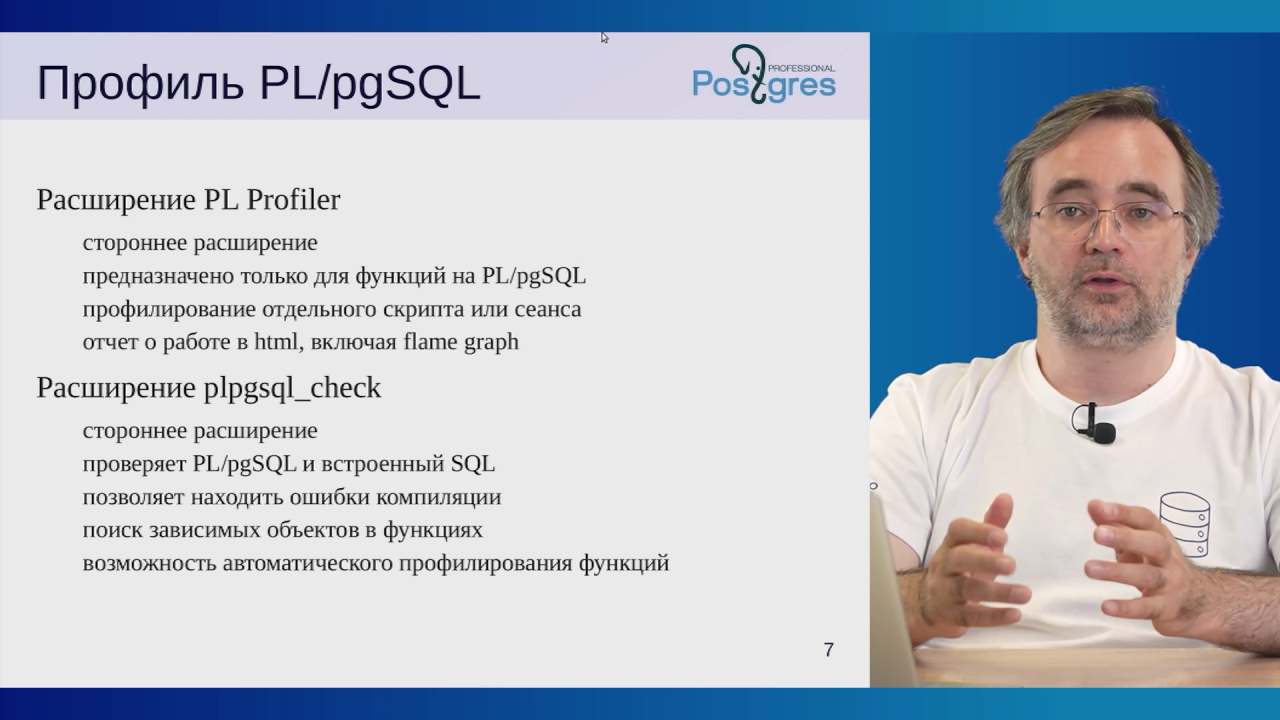 Профиль PL/pgSQL
PROFESSIONAL
Postgres
Расширение PL Profiler
стороннее расширение
предназначено только для функций на PL/pgSQL
профилирование отдельного скрипта или сеанса
отчет о работе в html, включая flame graph
Расширение plpgsql_check
стороннее расширение
проверяет PL/pgSQL и встроенный SQL
позволяет находить ошибки компиляции
поиск зависимых объектов в функциях
возможность автоматического профилирования функций
7